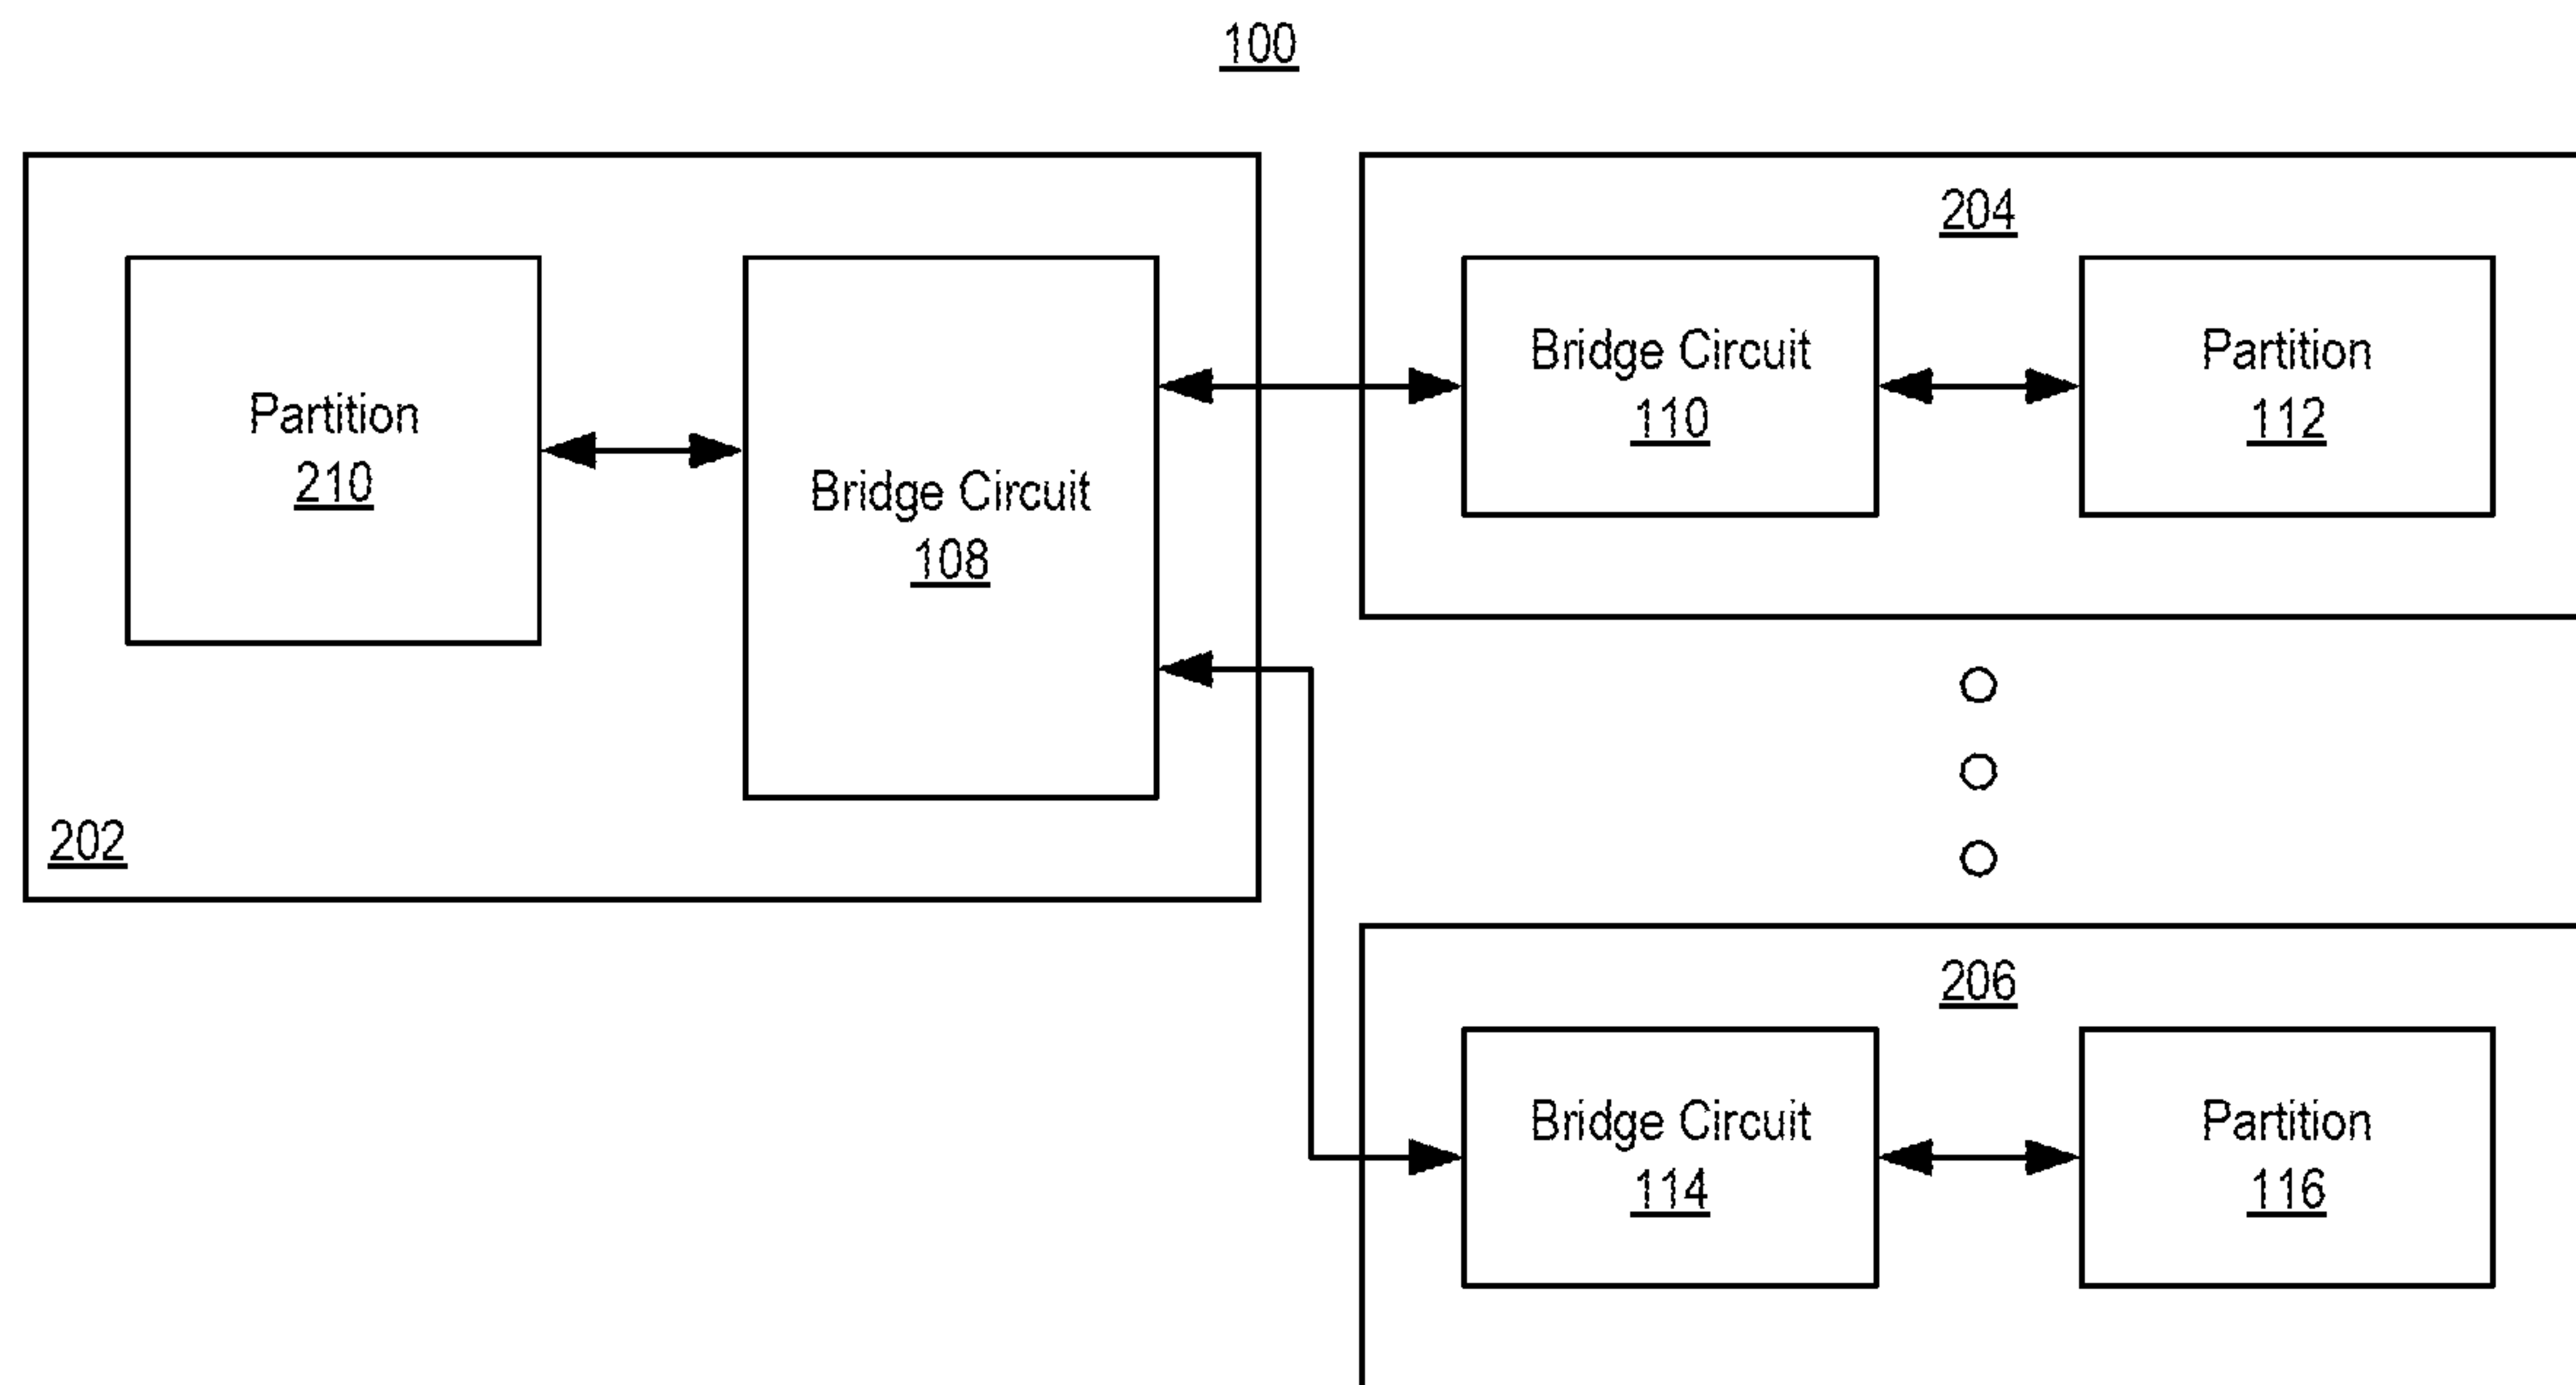 100
Partition
210
Bridge Circuit
108
202
204
Bridge Circuit
110
Partition
112
206
Bridge Circuit
114
Partition
116